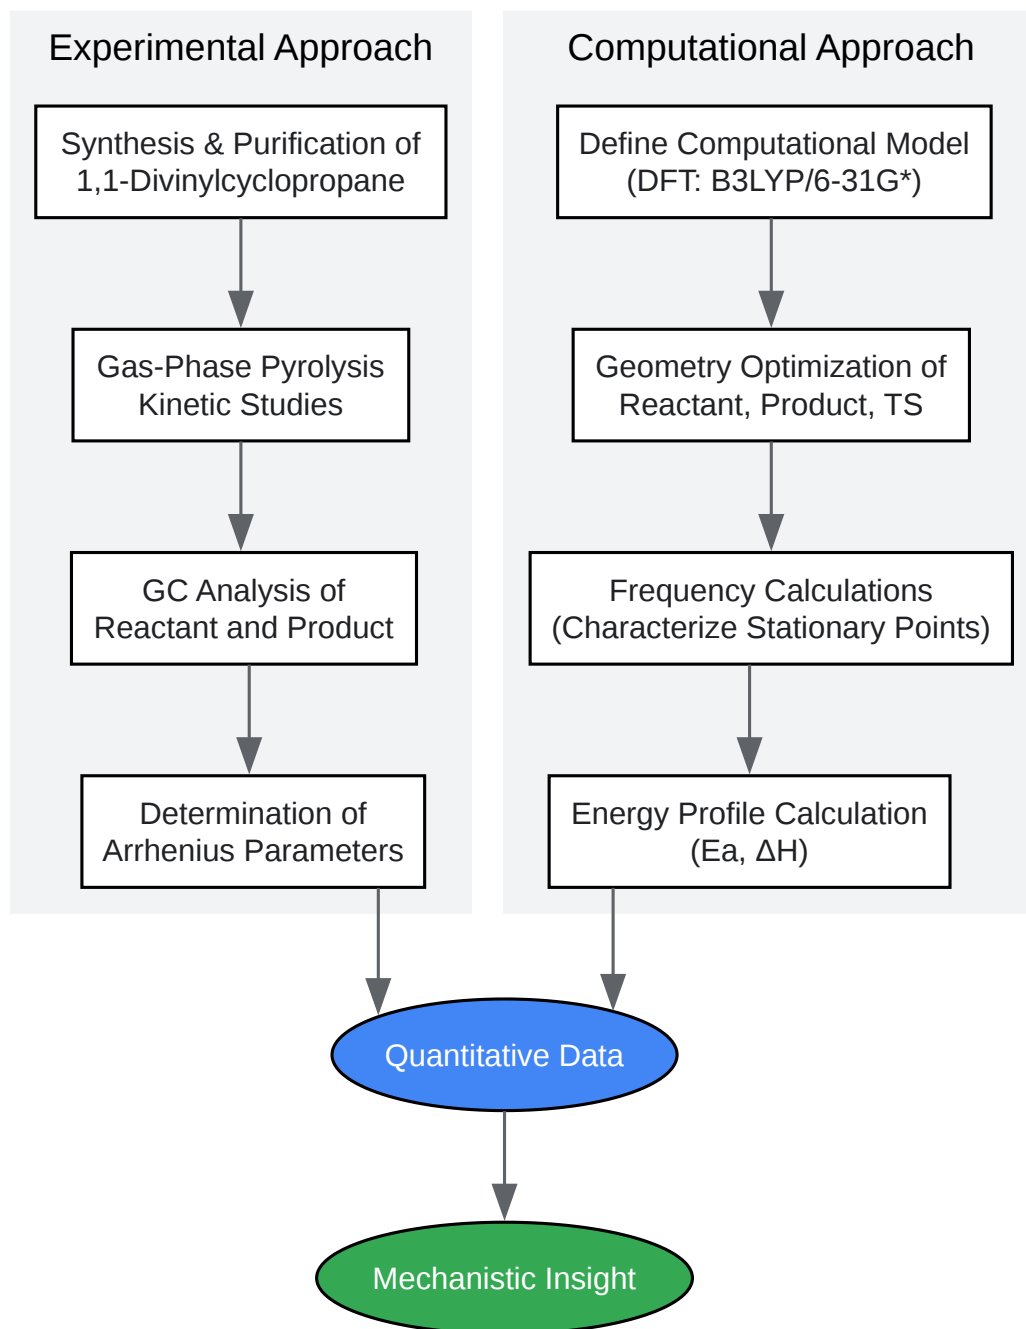 Experimental Approach
Synthesis & Purification of
1,1-Divinylcyclopropane
Gas-Phase Pyrolysis
Kinetic Studies
GC Analysis of
Reactant and Product
Determination of
Arrhenius Parameters
Computational Approach
Define Computational Model
(DFT: B3LYP/6-31G*)
Geometry Optimization of
Reactant, Product, TS
Frequency Calculations
(Characterize Stationary Points)
Energy Profile Calculation
(Ea, ΔH)
Quantitative Data
Mechanistic Insight